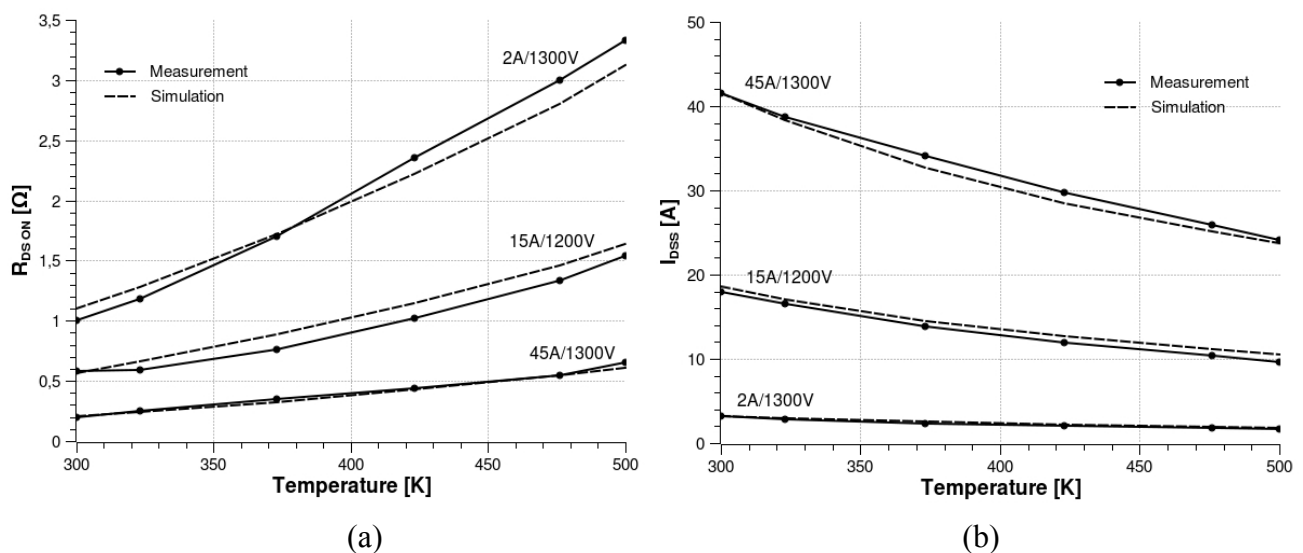 3,5
3
2,5
2
1,5
1
0,5
0
R_DS ON [Ω]
Measurement
Simulation
2A/1300V
15A/1200V
45A/1300V
300
350
400
450
500
Temperature [K]
(a)
50
40
30
20
10
0
I_DSS [A]
45A/1300V
Measurement
Simulation
15A/1200V
2A/1300V
300
350
400
450
500
Temperature [K]
(b)